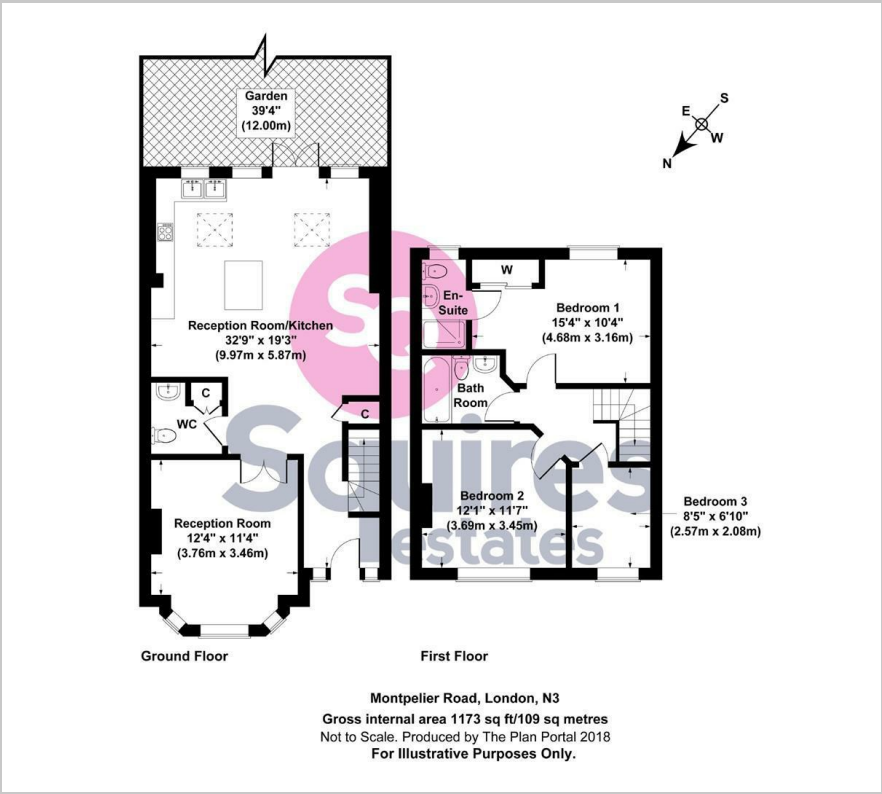 Garden
39'4"
(12.00m)
E
S
W
N
Reception Room/Kitchen
32'9" x 19'3"
(9.97m x 5.87m)
C
WC
C
Reception Room
12'4" x 11'4"
(3.76m x 3.46m)
W
En-
Suite
Bedroom 1
15'4" x 10'4"
(4.68m x 3.16m)
Bath
Room
Bedroom 2
12'1" x 11'7"
(3.69m x 3.45m)
Bedroom 3
8'5" x 6'10"
(2.57m x 2.08m)
SQ
Squires
estates
Ground Floor
First Floor
Montpelier Road, London, N3
Gross internal area 1173 sq ft/109 sq metres
Not to Scale. Produced by The Plan Portal 2018
For Illustrative Purposes Only.